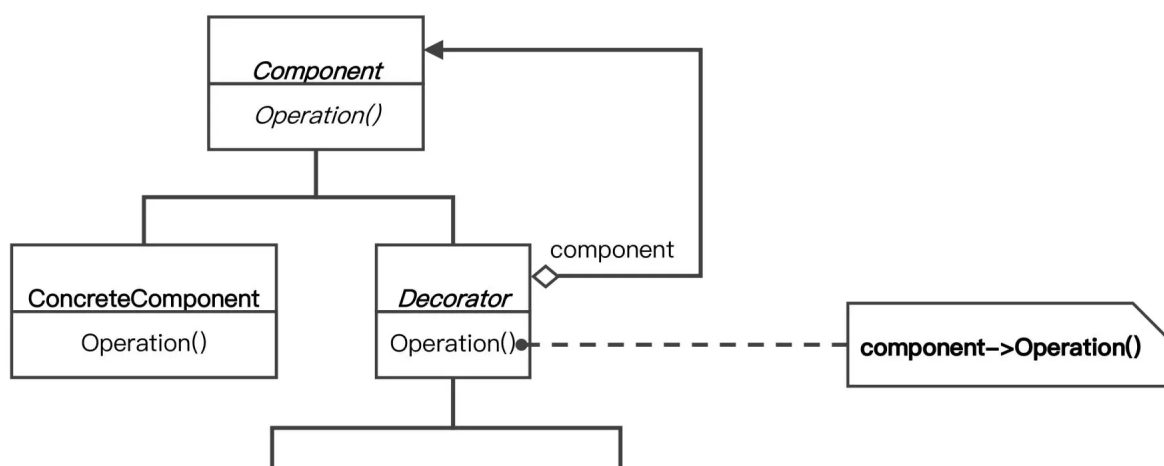 Component
Operation()
component
ConcreteComponent
Decorator
Operation()
Operation()
component->Operation()